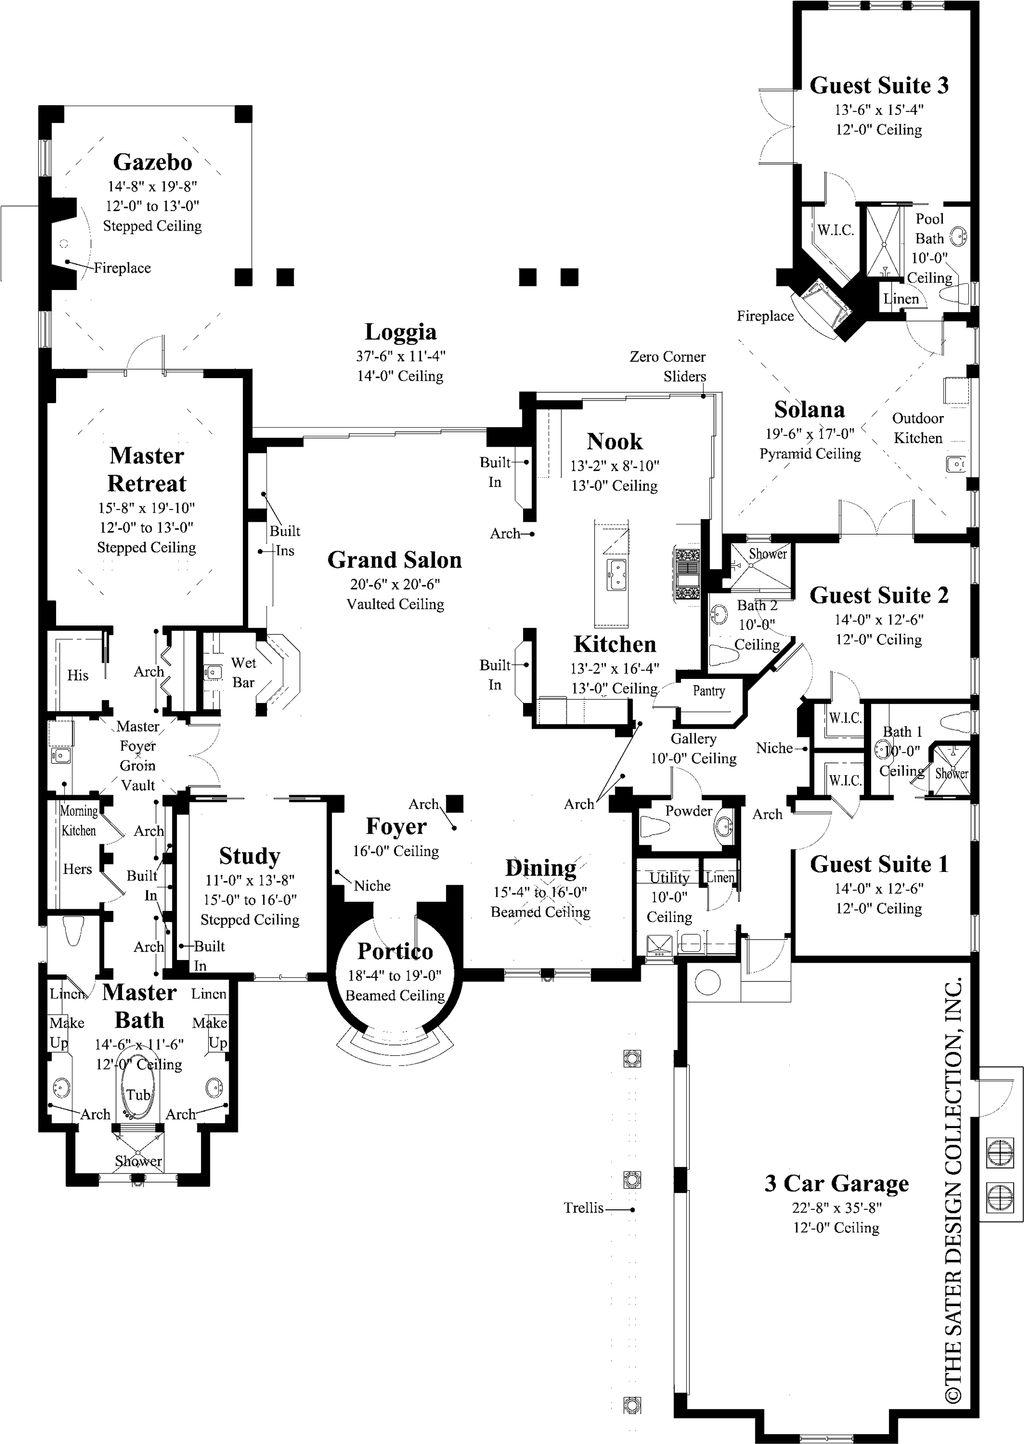 Guest Suite 3
13'-6" x 15'-4"
12'-0" Ceiling
Gazebo
14'-8" x 19'-8"
12'-0" to 13'-0"
Stepped Ceiling
Fireplace
W.I.C.
Pool
Bath
10'-0"
Ceiling
Linen
Fireplace
Loggia
37'-6" x 11'-4"
14'-0" Ceiling
Zero Corner
Sliders
Solana
19'-6" x 17'-0"
Pyramid Ceiling
Outdoor
Kitchen
Master
Retreat
15'-8" x 19'-10"
12'-0" to 13'-0"
Stepped Ceiling
Built
In
Nook
13'-2" x 8'-10"
13'-0" Ceiling
Built
Ins
Arch
Grand Salon
20'-6" x 20'-6"
Vaulted Ceiling
Shower
Bath 2
10'-0"
Ceiling
Guest Suite 2
14'-0" x 12'-6"
12'-0" Ceiling
Kitchen
13'-2" x 16'-4"
13'-0" Ceiling
His
Arch
Wet
Bar
Built
In
Pantry
W.I.C.
Master
Foyer
Groin
Vault
Gallery
10'-0" Ceiling
Niche
Bath 1
10'-0"
Ceiling
Shower
W.I.C.
Arch
Arch
Morning
Kitchen
Arch
Foyer
16'-0" Ceiling
Powder
Arch
Hers
Built
In
Study
11'-0" x 13'-8"
15'-0" to 16'-0"
Stepped Ceiling
Niche
Dining
15'-4" to 16'-0"
Beamed Ceiling
Utility
10'-0"
Ceiling
Linen
Guest Suite 1
14'-0" x 12'-6"
12'-0" Ceiling
Arch
Built
In
Portico
18'-4" to 19'-0"
Beamed Ceiling
Linen
Master
Bath
14'-6" x 11'-6"
12'-0" Ceiling
Linen
Make
Up
Make
Up
Tub
Arch
Arch
Shower
Trellis
3 Car Garage
22'-8" x 35'-8"
12'-0" Ceiling
©THE SATER DESIGN COLLECTION, INC.